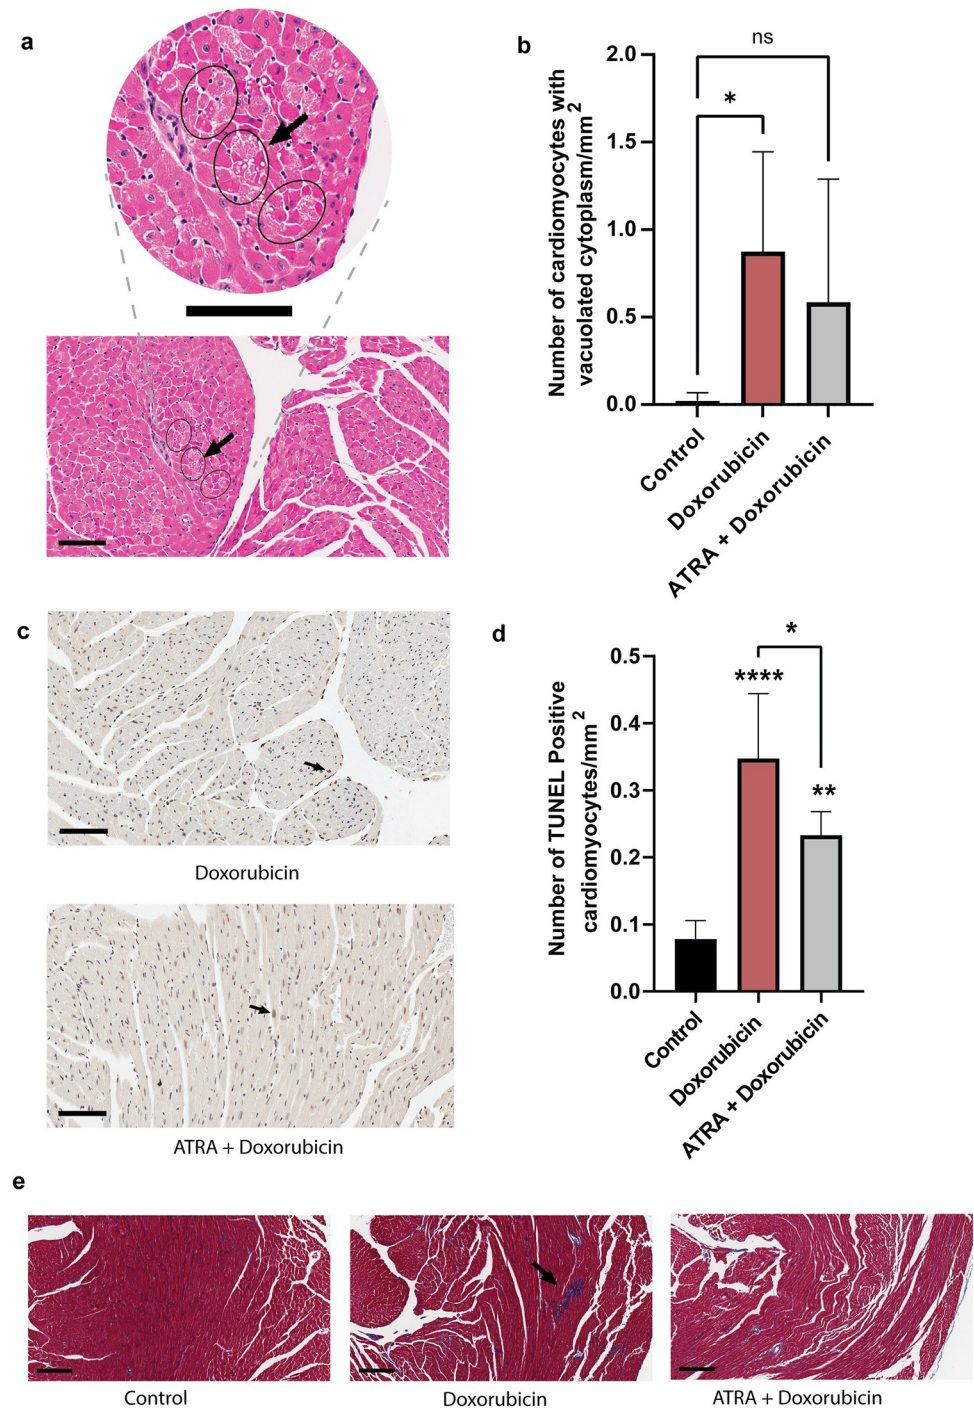 a
b
Number of cardiomyocytes with
vacuolated cytoplasm/mm2
2.0
1.5
1.0
0.5
0.0
ns
*
Control
Doxorubicin
ATRA + Doxorubicin
c
Doxorubicin
ATRA + Doxorubicin
d
Number of TUNEL Positive
cardiomyocytes/mm2
0.5
0.4
0.3
0.2
0.1
0.0
*
****
**
Control
Doxorubicin
ATRA + Doxorubicin
e
Control
Doxorubicin
ATRA + Doxorubicin